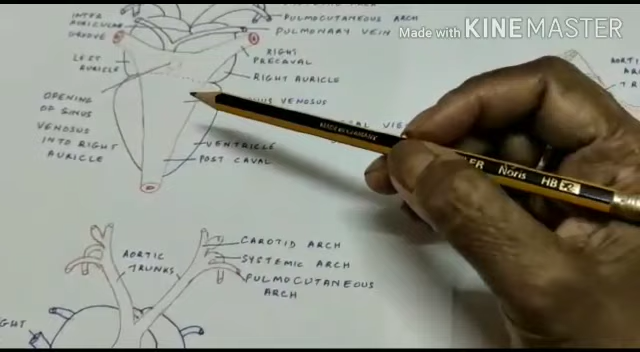 PULMOCUTANEOUS ARCH
PULMONARY VEIN
Made with KINEMASTER
INTER
AURICULAR
GROOVE
LEFT
AURICLE
RIGHT
PRECAVAL
RIGHT AURICLE
OPENING
OF SINUS
VENOSUS
INTO RIGHT
AURICLE
VENOSUS
VENTRICLE
POST CAVAL
Noris HB
AORTIC
TRUNKS
CAROTID ARCH
SYSTEMIC ARCH
PULMOCUTANEOUS
ARCH